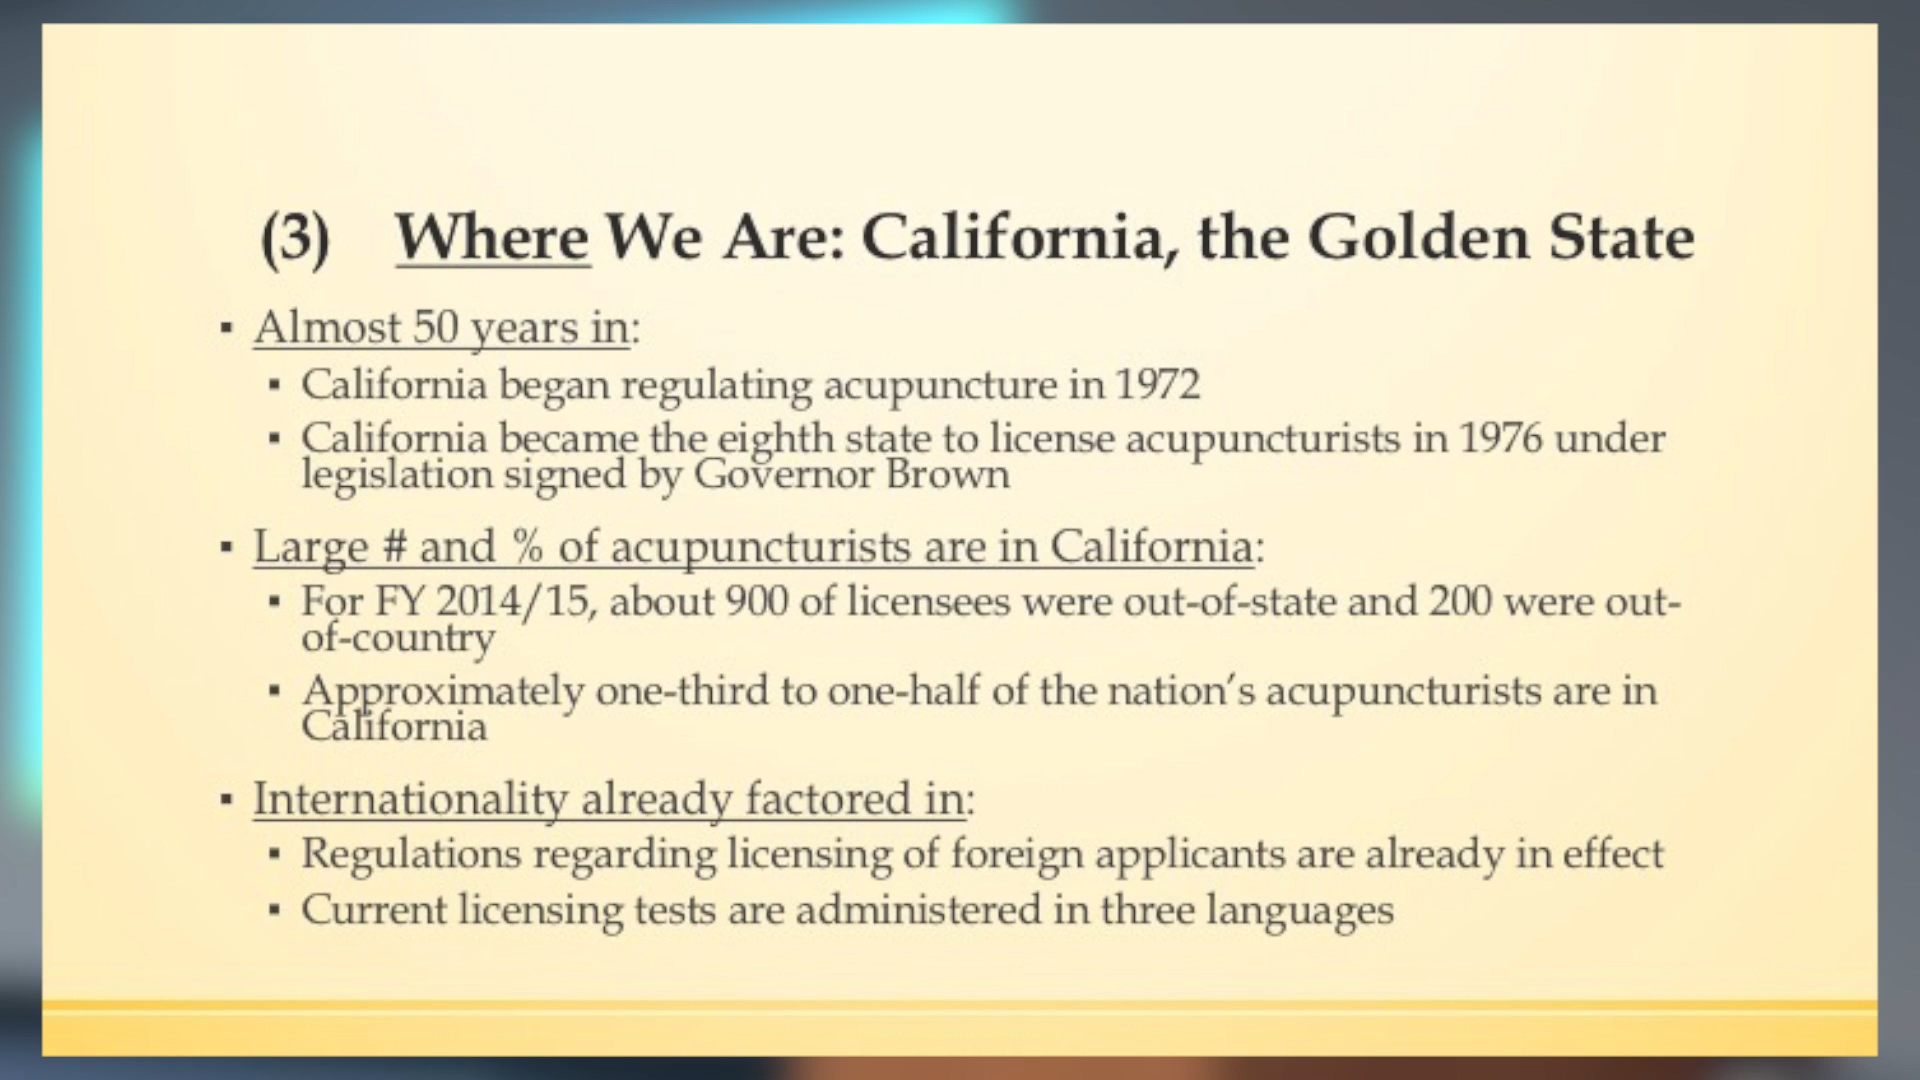 (3) Where We Are: California, the Golden State
▪ Almost 50 years in:
▪ California began regulating acupuncture in 1972
▪ California became the eighth state to license acupuncturists in 1976 under
legislation signed by Governor Brown
▪ Large # and % of acupuncturists are in California:
▪ For FY 2014/15, about 900 of licensees were out-of-state and 200 were out-
of-country
▪ Approximately one-third to one-half of the nation’s acupuncturists are in
California
▪ Internationality already factored in:
▪ Regulations regarding licensing of foreign applicants are already in effect
▪ Current licensing tests are administered in three languages